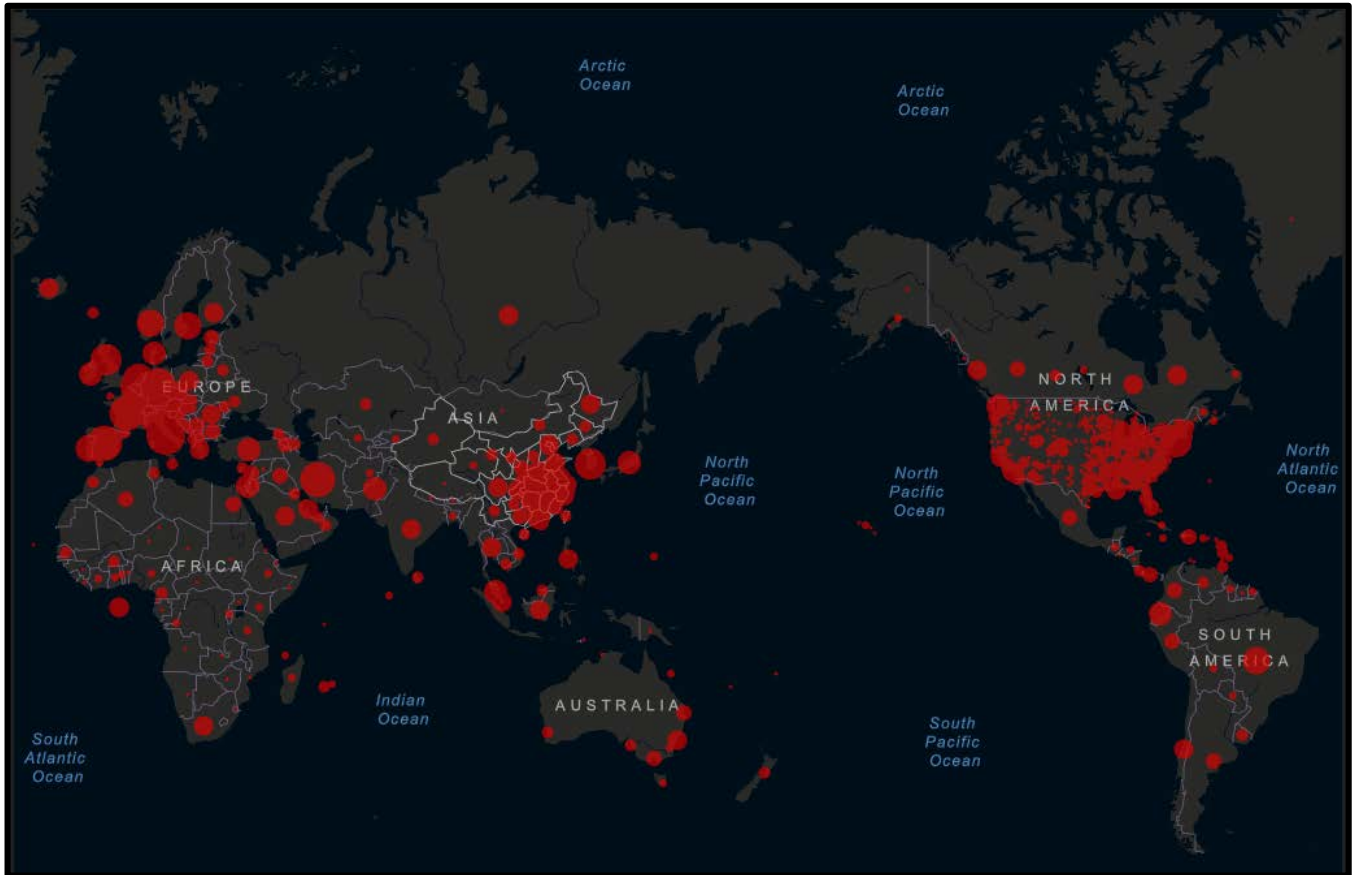 Arctic
Ocean
Arctic
Ocean
EUROPE
ASIA
NORTH
AMERICA
North
Pacific
Ocean
North
Pacific
Ocean
North
Atlantic
Ocean
AFRICA
SOUTH
AMERICA
Indian
Ocean
AUSTRALIA
South
Atlantic
Ocean
South
Pacific
Ocean